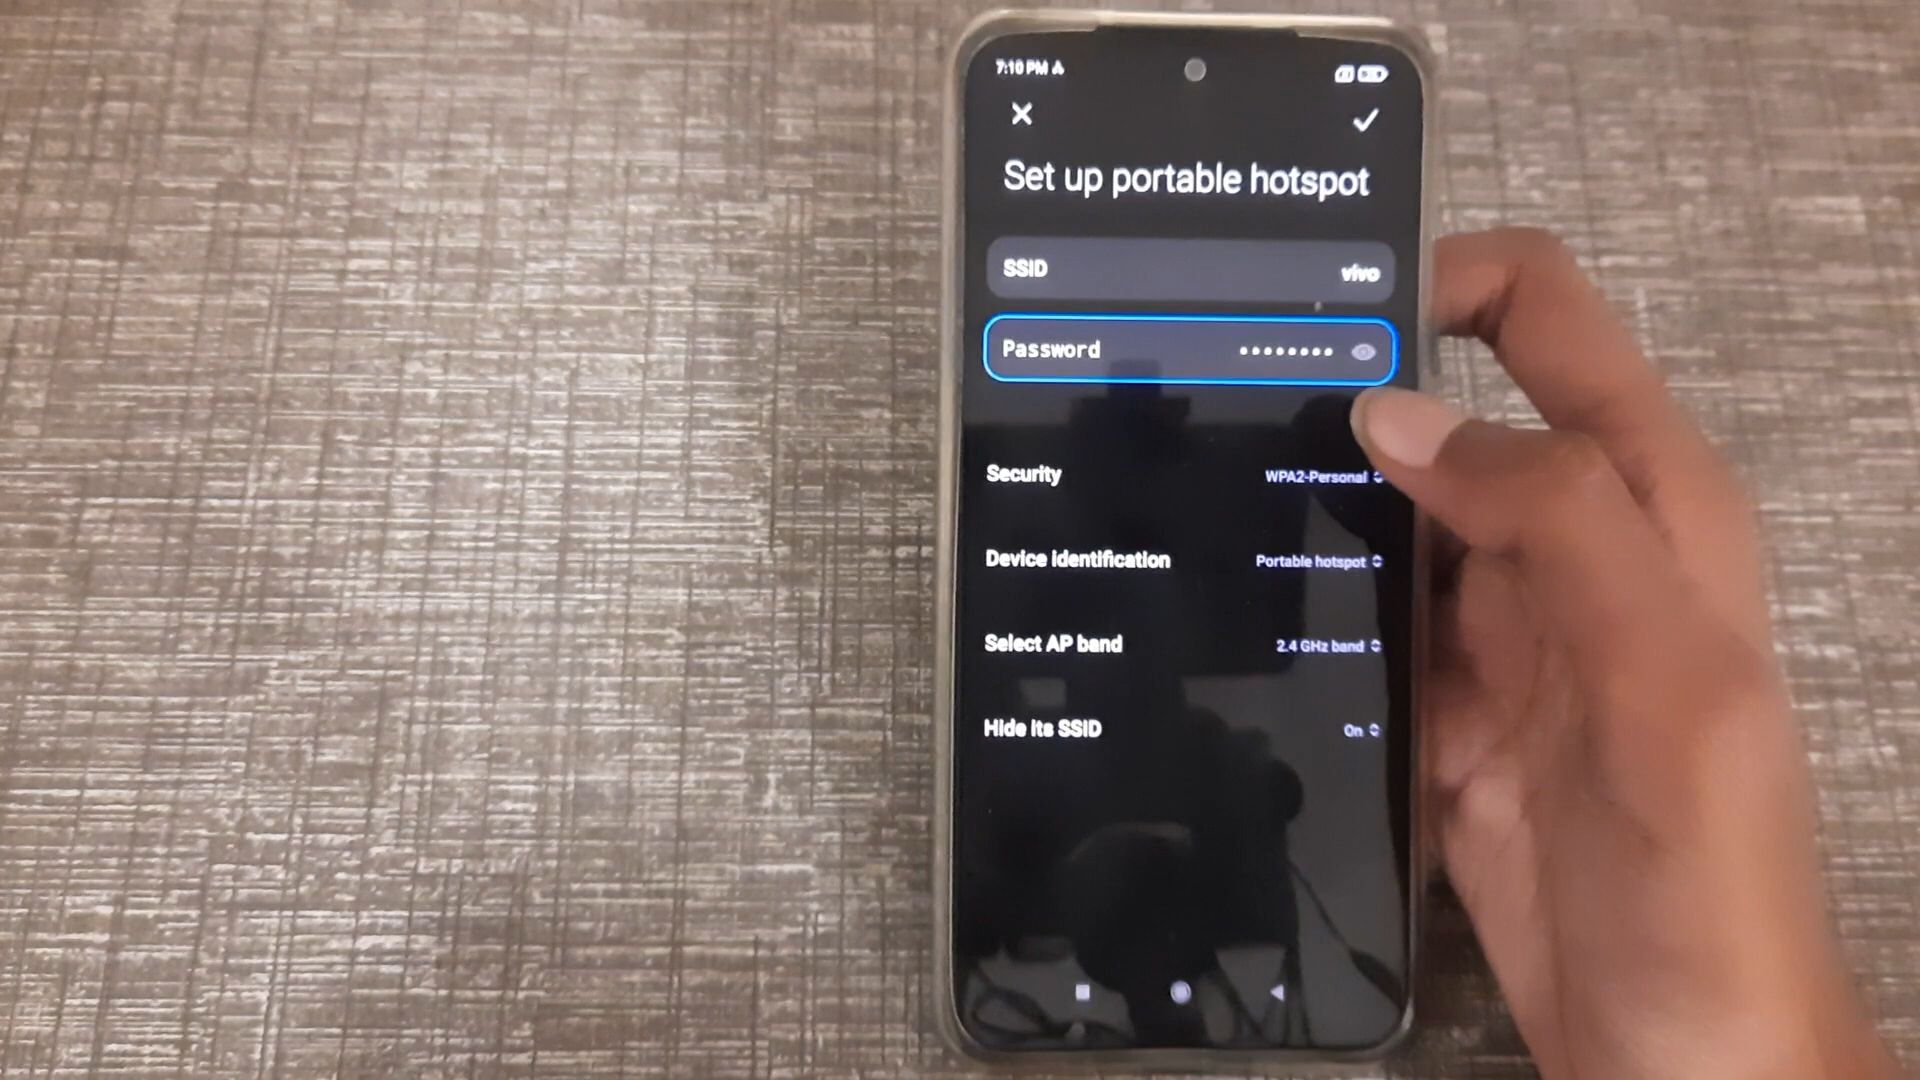 7:10 PM
Set up portable hotspot
SSID vivo
Password ••••••••
Security WPA2-Personal
Device identification Portable hotspot
Select AP band 2.4 GHz band
Hide its SSID On